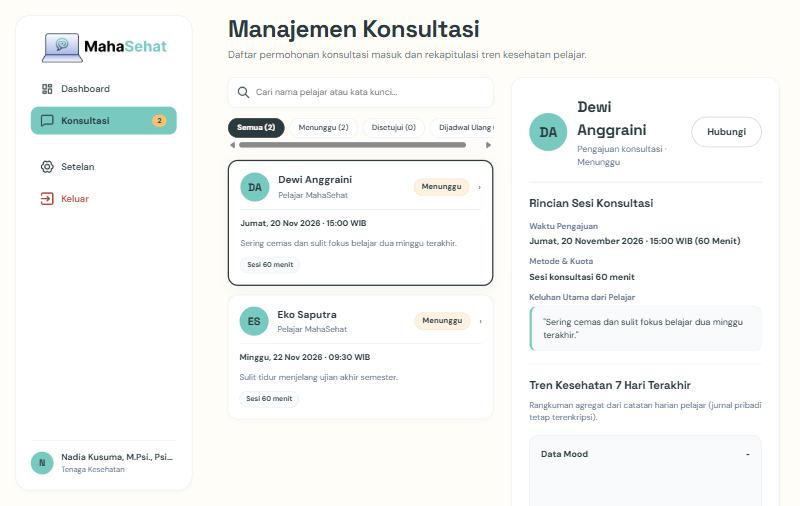 MahaSehat
Dashboard
Konsultasi
2
Setelan
Keluar
N
Nadia Kusuma, M.Psi., Psi...
Tenaga Kesehatan
Manajemen Konsultasi
Daftar permohonan konsultasi masuk dan rekapitulasi tren kesehatan pelajar.
Cari nama pelajar atau kata kunci...
Semua (2)
Menunggu (2)
Disetujui (0)
Dijadwal Ulang
DA
Dewi Anggraini
Pelajar MahaSehat
Menunggu
Jumat, 20 Nov 2026 · 15:00 WIB
Sering cemas dan sulit fokus belajar dua minggu terakhir.
Sesi 60 menit
ES
Eko Saputra
Pelajar MahaSehat
Menunggu
Minggu, 22 Nov 2026 · 09:30 WIB
Sulit tidur menjelang ujian akhir semester.
Sesi 60 menit
DA
Dewi
Anggraini
Pengajuan konsultasi ·
Menunggu
Hubungi
Rincian Sesi Konsultasi
Waktu Pengajuan
Jumat, 20 November 2026 · 15:00 WIB (60 Menit)
Metode & Kuota
Sesi konsultasi 60 menit
Keluhan Utama dari Pelajar
"Sering cemas dan sulit fokus belajar dua minggu
terakhir."
Tren Kesehatan 7 Hari Terakhir
Rangkuman agregat dari catatan harian pelajar (jurnal pribadi
tetap terenkripsi).
Data Mood
-